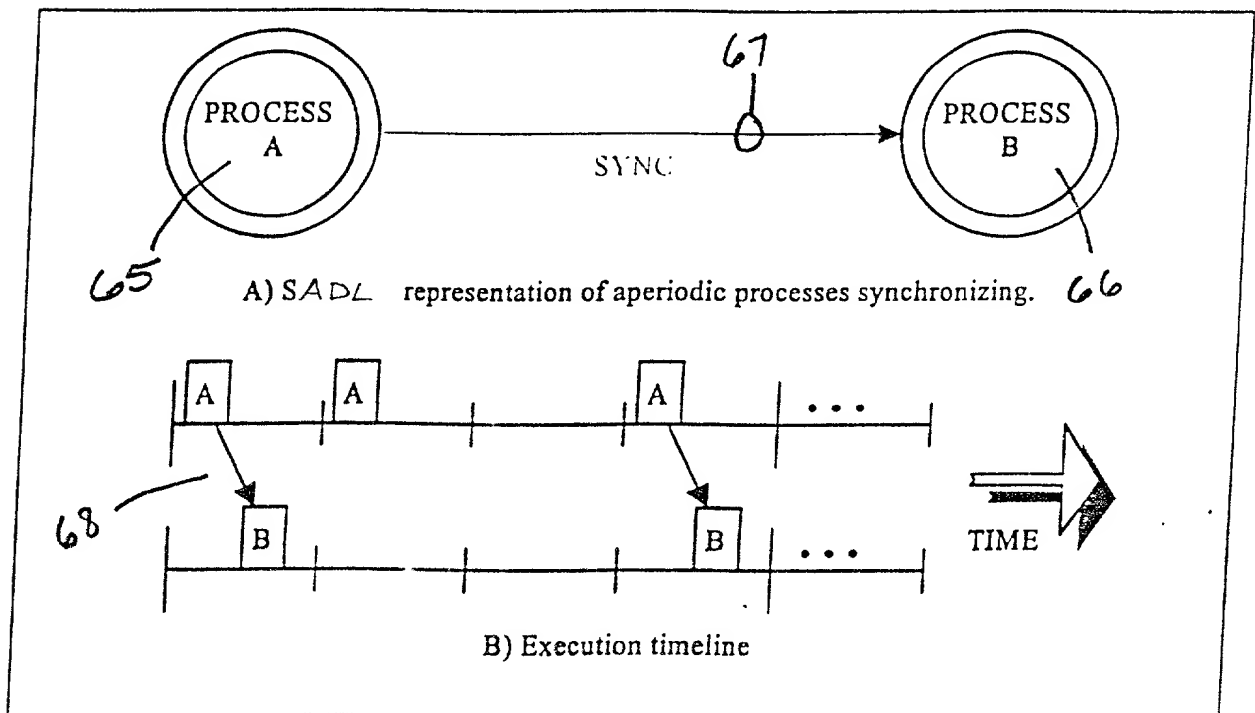 67
PROCESS A
PROCESS B
SYNC
65
66
A) SADL representation of aperiodic processes synchronizing.
A A A ...
68
B B ...
TIME
B) Execution timeline